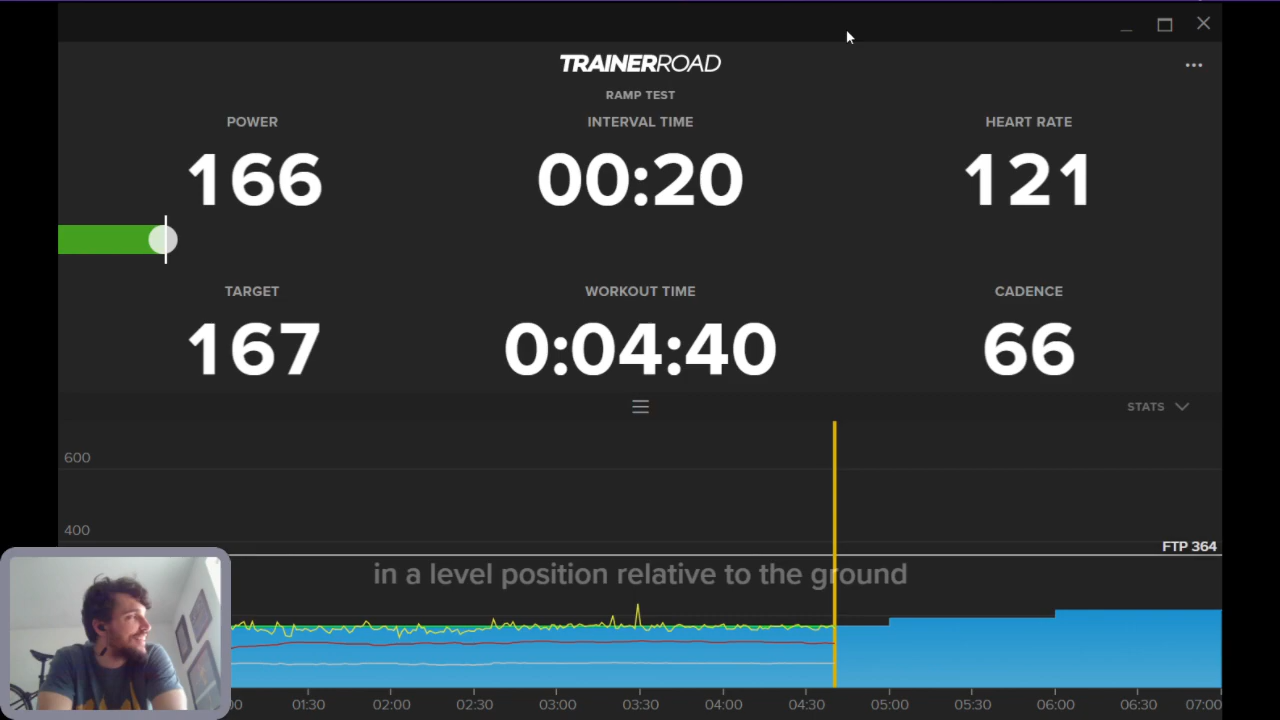 TRAINERROAD
RAMP TEST
POWER INTERVAL TIME HEART RATE
166 00:20 121
TARGET WORKOUT TIME CADENCE
167 0:04:40 66
STATS
600
400
FTP 364
in a level position relative to the ground
00 01:30 02:00 02:30 03:00 03:30 04:00 04:30 05:00 05:30 06:00 06:30 07:00